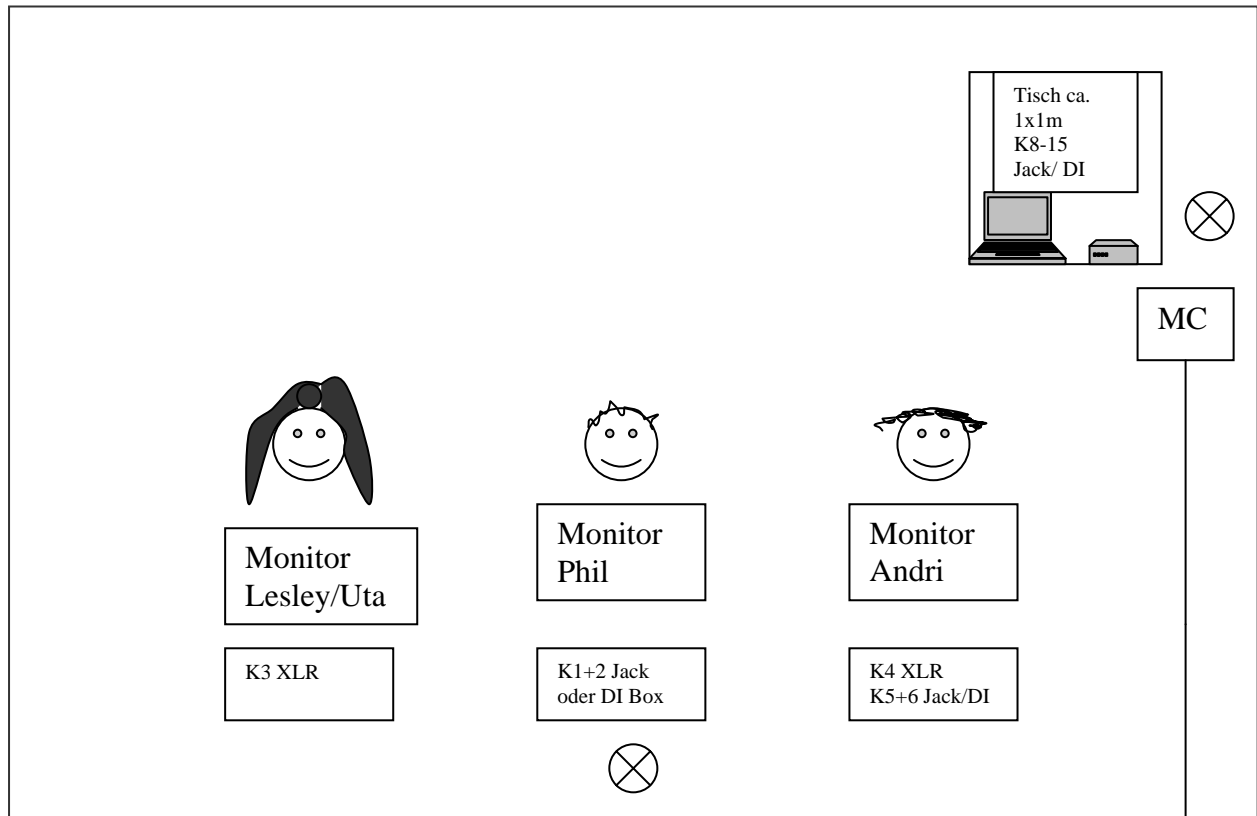 Tisch ca.
1x1m
K8-15
Jack/ DI
MC
Monitor
Lesley/Uta
Monitor
Phil
Monitor
Andri
K3 XLR
K1+2 Jack
oder DI Box
K4 XLR
K5+6 Jack/DI